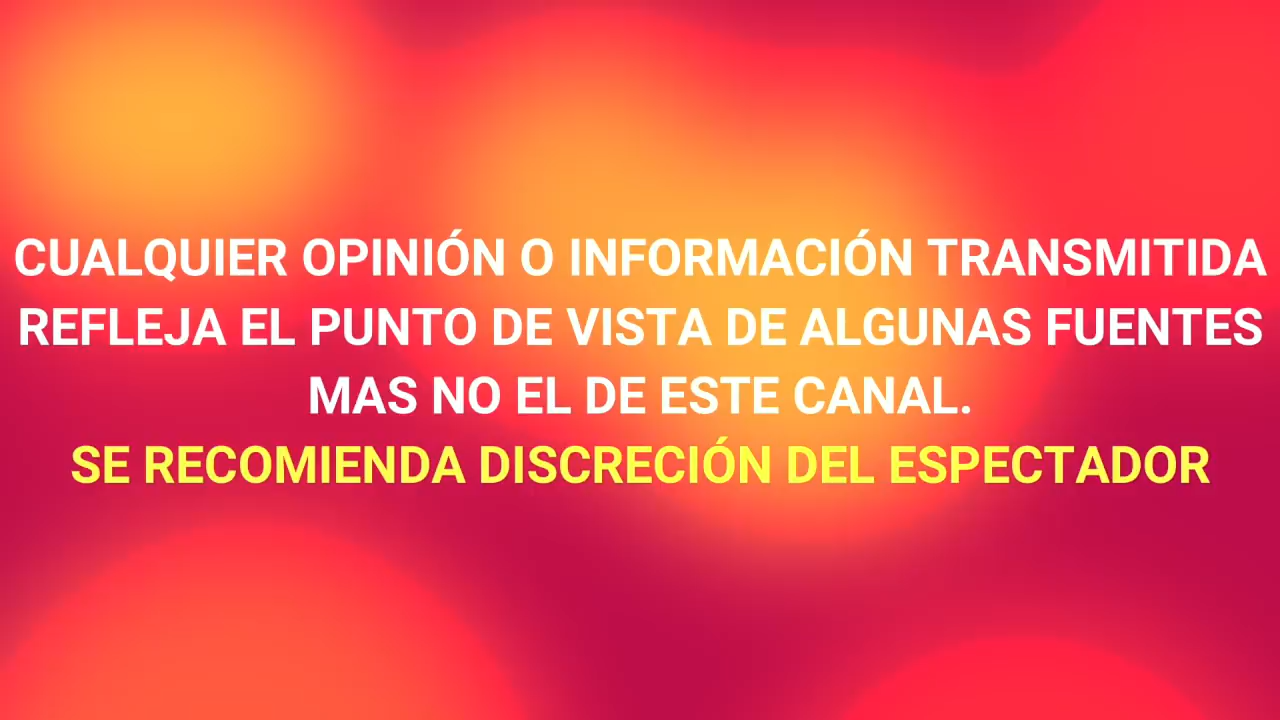 CUALQUIER OPINIÓN O INFORMACIÓN TRANSMITIDA
REFLEJA EL PUNTO DE VISTA DE ALGUNAS FUENTES
MAS NO EL DE ESTE CANAL.
SE RECOMIENDA DISCRECIÓN DEL ESPECTADOR